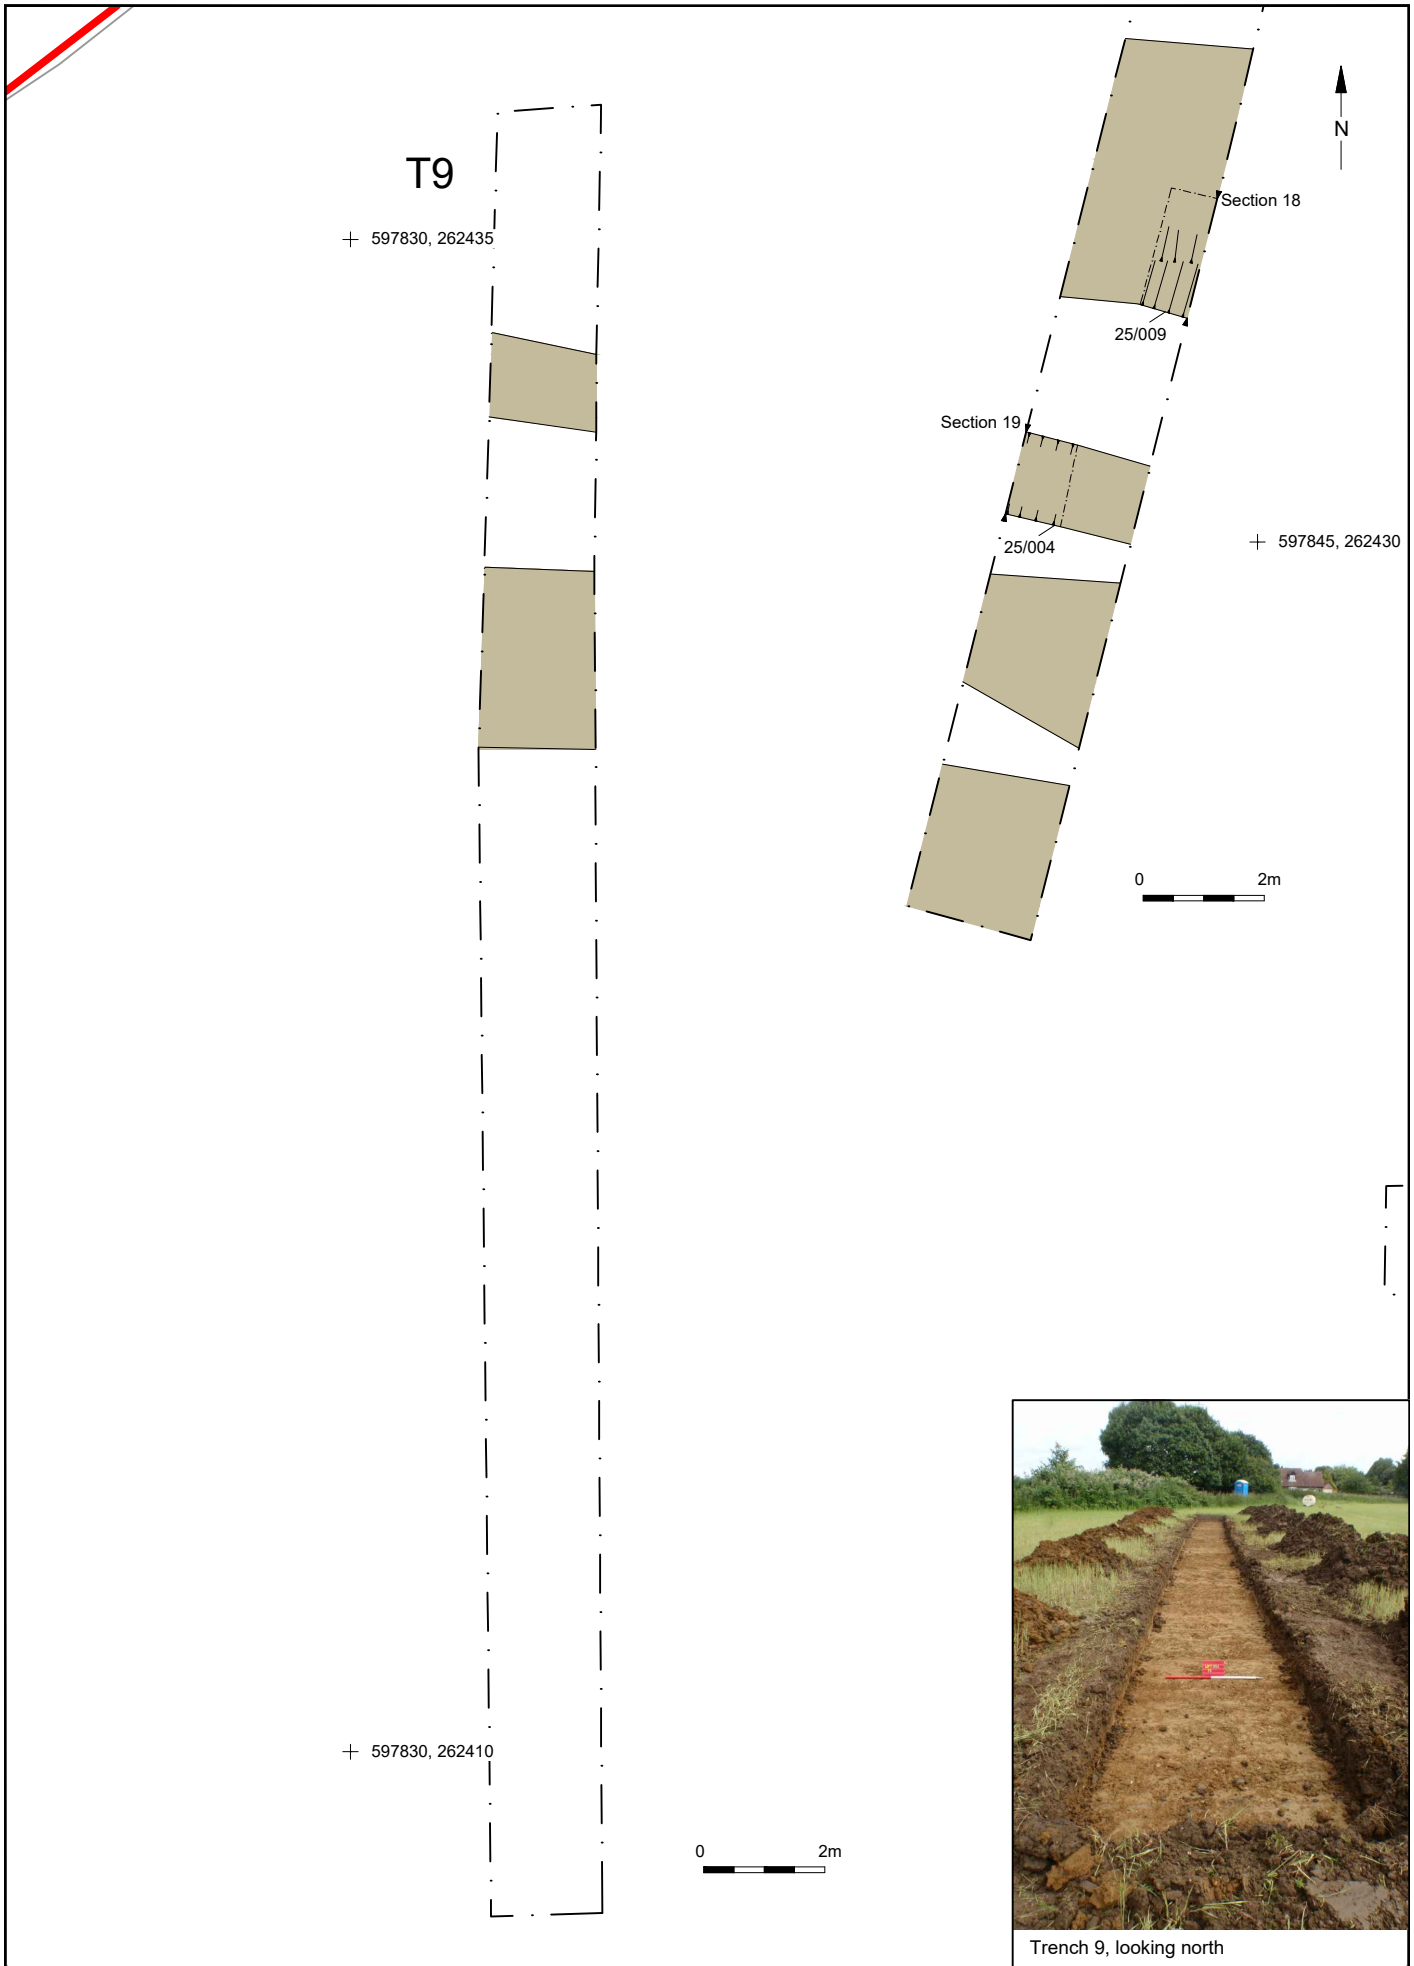 N
T9
Section 18
597830, 262435
25/009
Section 19
597845, 262430
25/004
0 2m
597830, 262410
0 2m
Trench 9, looking north